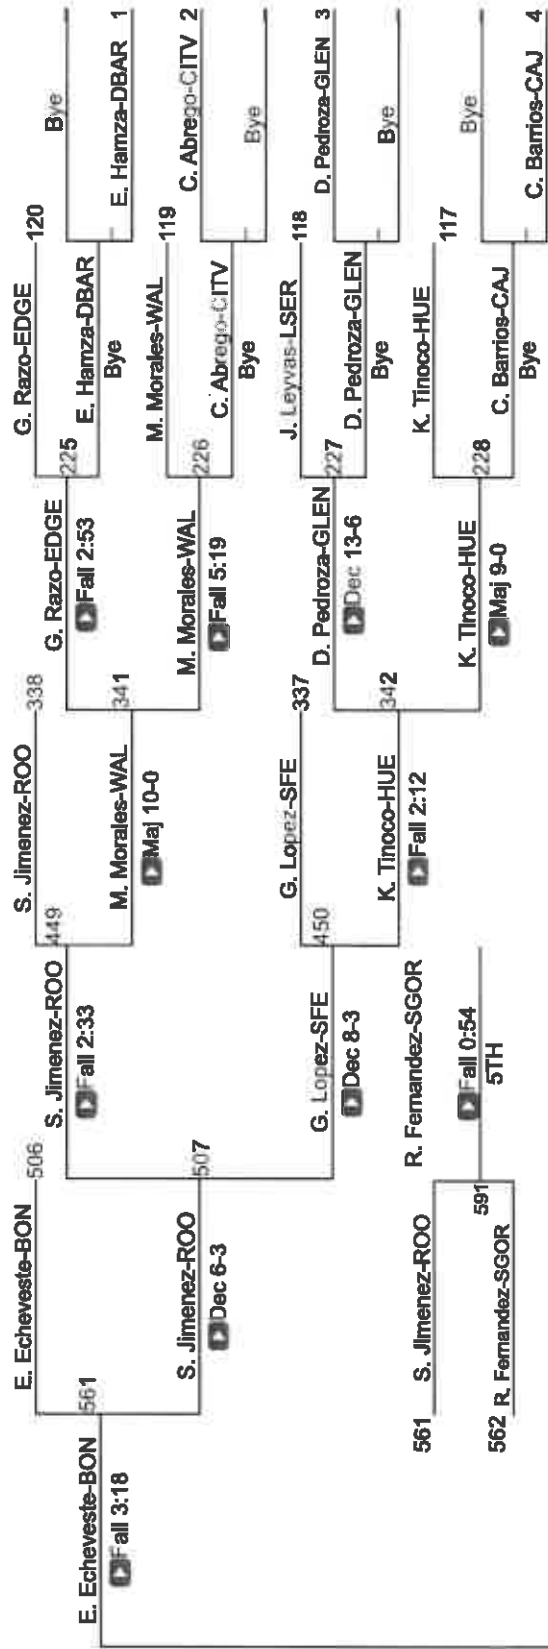 Bye
E. Hamza-DBAR 1
C. Abrego-CITV 2
Bye
D. Pedroza-GLEN 3
Bye
Bye
C. Barrios-CAJ 4
G. Razo-EDGE 120
E. Hamza-DBAR
Bye
M. Morales-WAL 119
C. Abrego-CITV
Bye
J. Leyvas-LSER 118
D. Pedroza-GLEN
Bye
K. Tinoco-HUE 117
C. Barrios-CAJ
Bye
G. Razo-EDGE 225
Fall 2:53
M. Morales-WAL 226
Fall 5:19
D. Pedroza-GLEN 227
Dec 13-6
K. Tinoco-HUE 228
Maj 9-0
S. Jimenez-ROO 338
M. Morales-WAL 341
Maj 10-0
G. Lopez-SFE 337
K. Tinoco-HUE 342
Fall 2:12
S. Jimenez-ROO 449
Fall 2:33
G. Lopez-SFE 450
Dec 8-3
E. Echeveste-BON 506
S. Jimenez-ROO 507
Dec 6-3
E. Echeveste-BON 561
Fall 3:18
561 S. Jimenez-ROO
562 R. Fernandez-SGOR
591
R. Fernandez-SGOR
Fall 0:54
5TH